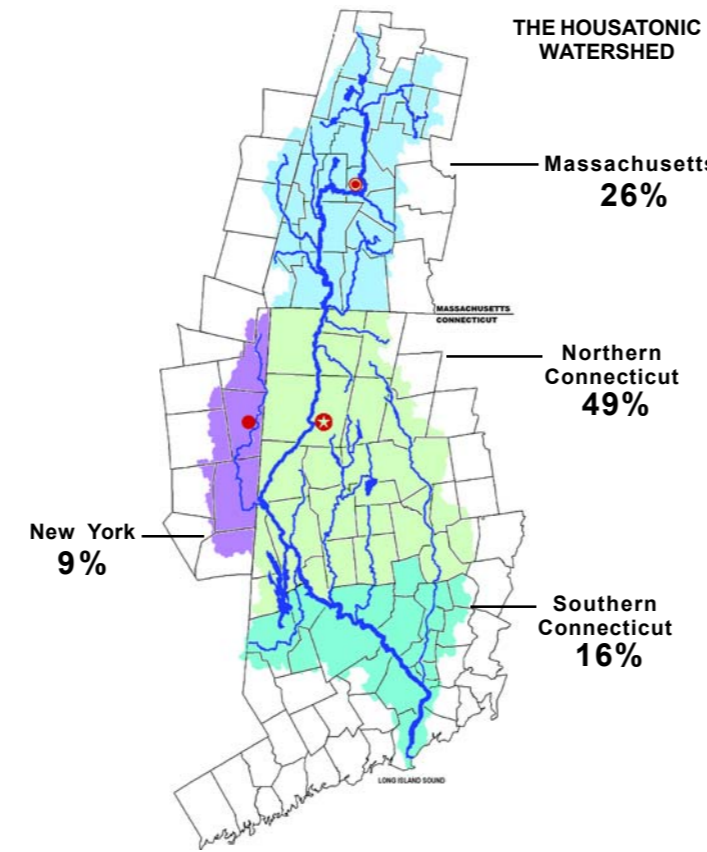 THE HOUSATONIC
WATERSHED
Massachusetts
26%
MASSACHUSETTS
CONNECTICUT
Northern
Connecticut
49%
New York
9%
Southern
Connecticut
16%
LONG ISLAND SOUND